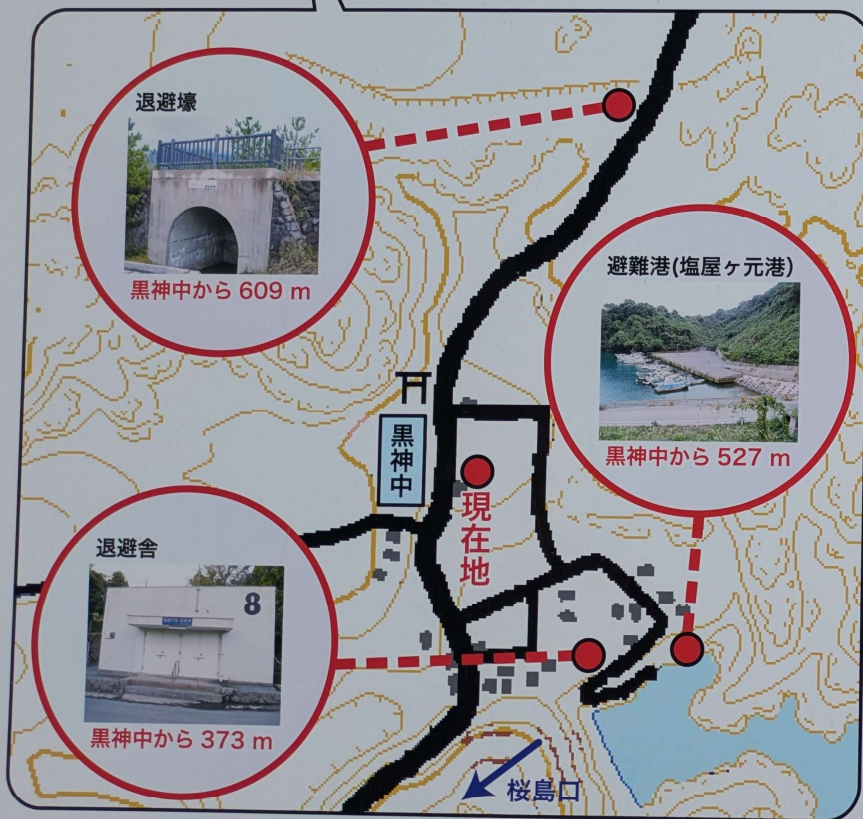 退避壕
黒神中から 609 m
避難港(塩屋ヶ元港)
黒神中から 527 m
黒神中
現在地
退避舎
8
黒神中から 373 m
桜島口